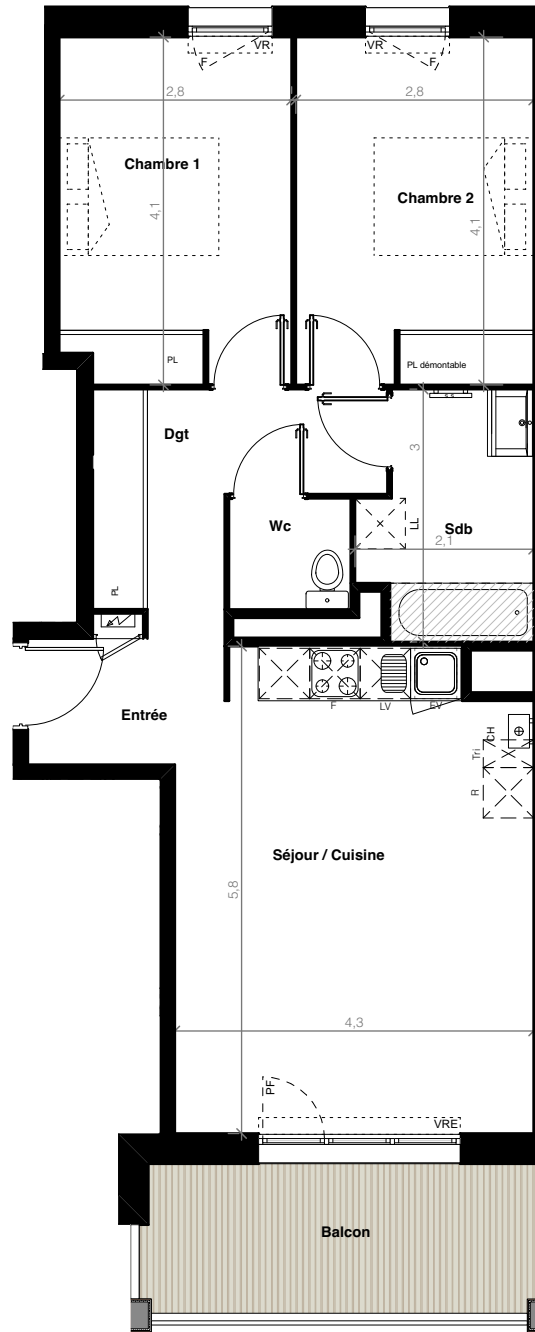 VR
F
VR
F
2,8
2,8
Chambre 1
Chambre 2
4,1
4,1
PL
PL démontable
s.s
Dgt
3
Wc
LL
Sdb
2,1
PL
Entrée
F
LV
EV
CH
Tri
R
Séjour / Cuisine
5,8
4,3
PF
VRE
Balcon